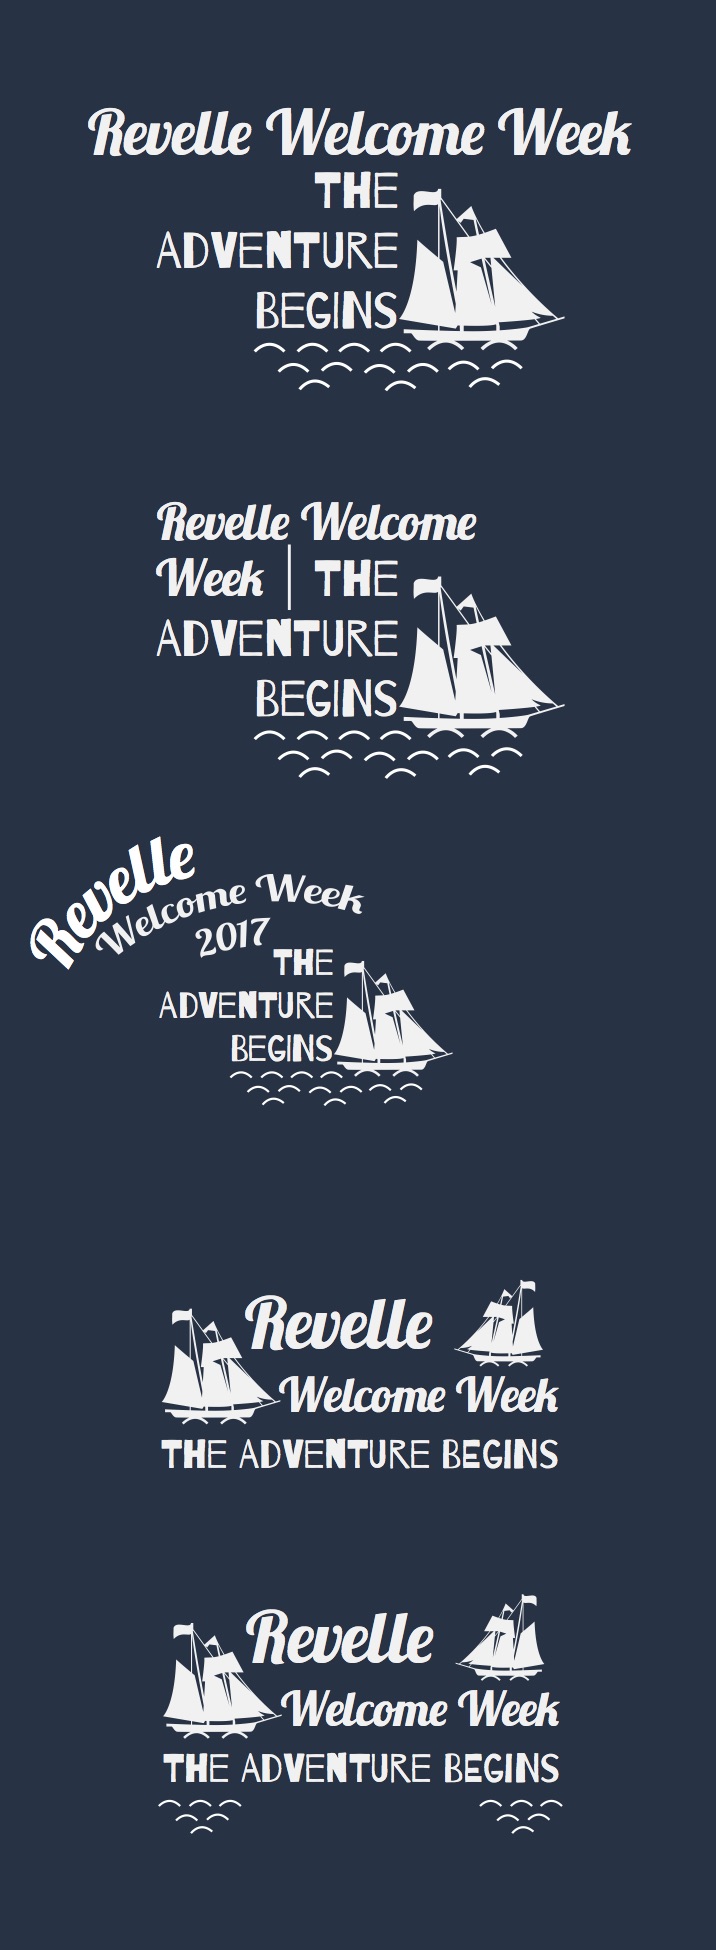 Revelle Welcome Week
THE
ADVENTURE
BEGINS
Revelle Welcome
Week | THE
ADVENTURE
BEGINS
Revelle
Welcome Week
2017
THE
ADVENTURE
BEGINS
Revelle
Welcome Week
THE ADVENTURE BEGINS
Revelle
Welcome Week
THE ADVENTURE BEGINS